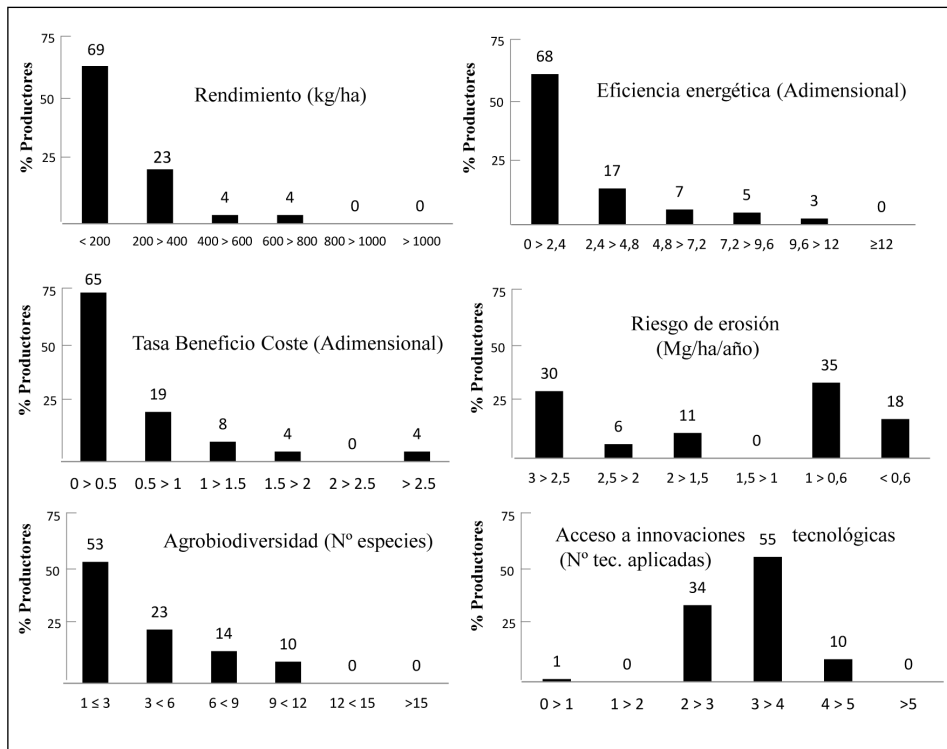 75
50
25
% Productores
Rendimiento (kg/ha)
69
23
4
4
0
0
< 200
200 > 400
400 > 600
600 > 800
800 > 1000
> 1000
75
50
25
% Productores
Eficiencia energética (Adimensional)
68
17
7
5
3
0
0 > 2,4
2,4 > 4,8
4,8 > 7,2
7,2 > 9,6
9,6 > 12
≥12
75
50
25
% Productores
Tasa Beneficio Coste (Adimensional)
65
19
8
4
0
4
0 > 0.5
0.5 > 1
1 > 1.5
1.5 > 2
2 > 2.5
> 2.5
75
50
25
% Productores
Riesgo de erosión
(Mg/ha/año)
30
6
11
0
35
18
3 > 2,5
2,5 > 2
2 > 1,5
1,5 > 1
1 > 0,6
< 0,6
75
50
25
% Productores
Agrobiodiversidad (Nº especies)
53
23
14
10
0
0
1 ≤ 3
3 < 6
6 < 9
9 < 12
12 < 15
>15
75
50
25
% Productores
Acceso a innovaciones tecnológicas
(Nº tec. aplicadas)
1
0
34
55
10
0
0 > 1
1 > 2
2 > 3
3 > 4
4 > 5
>5